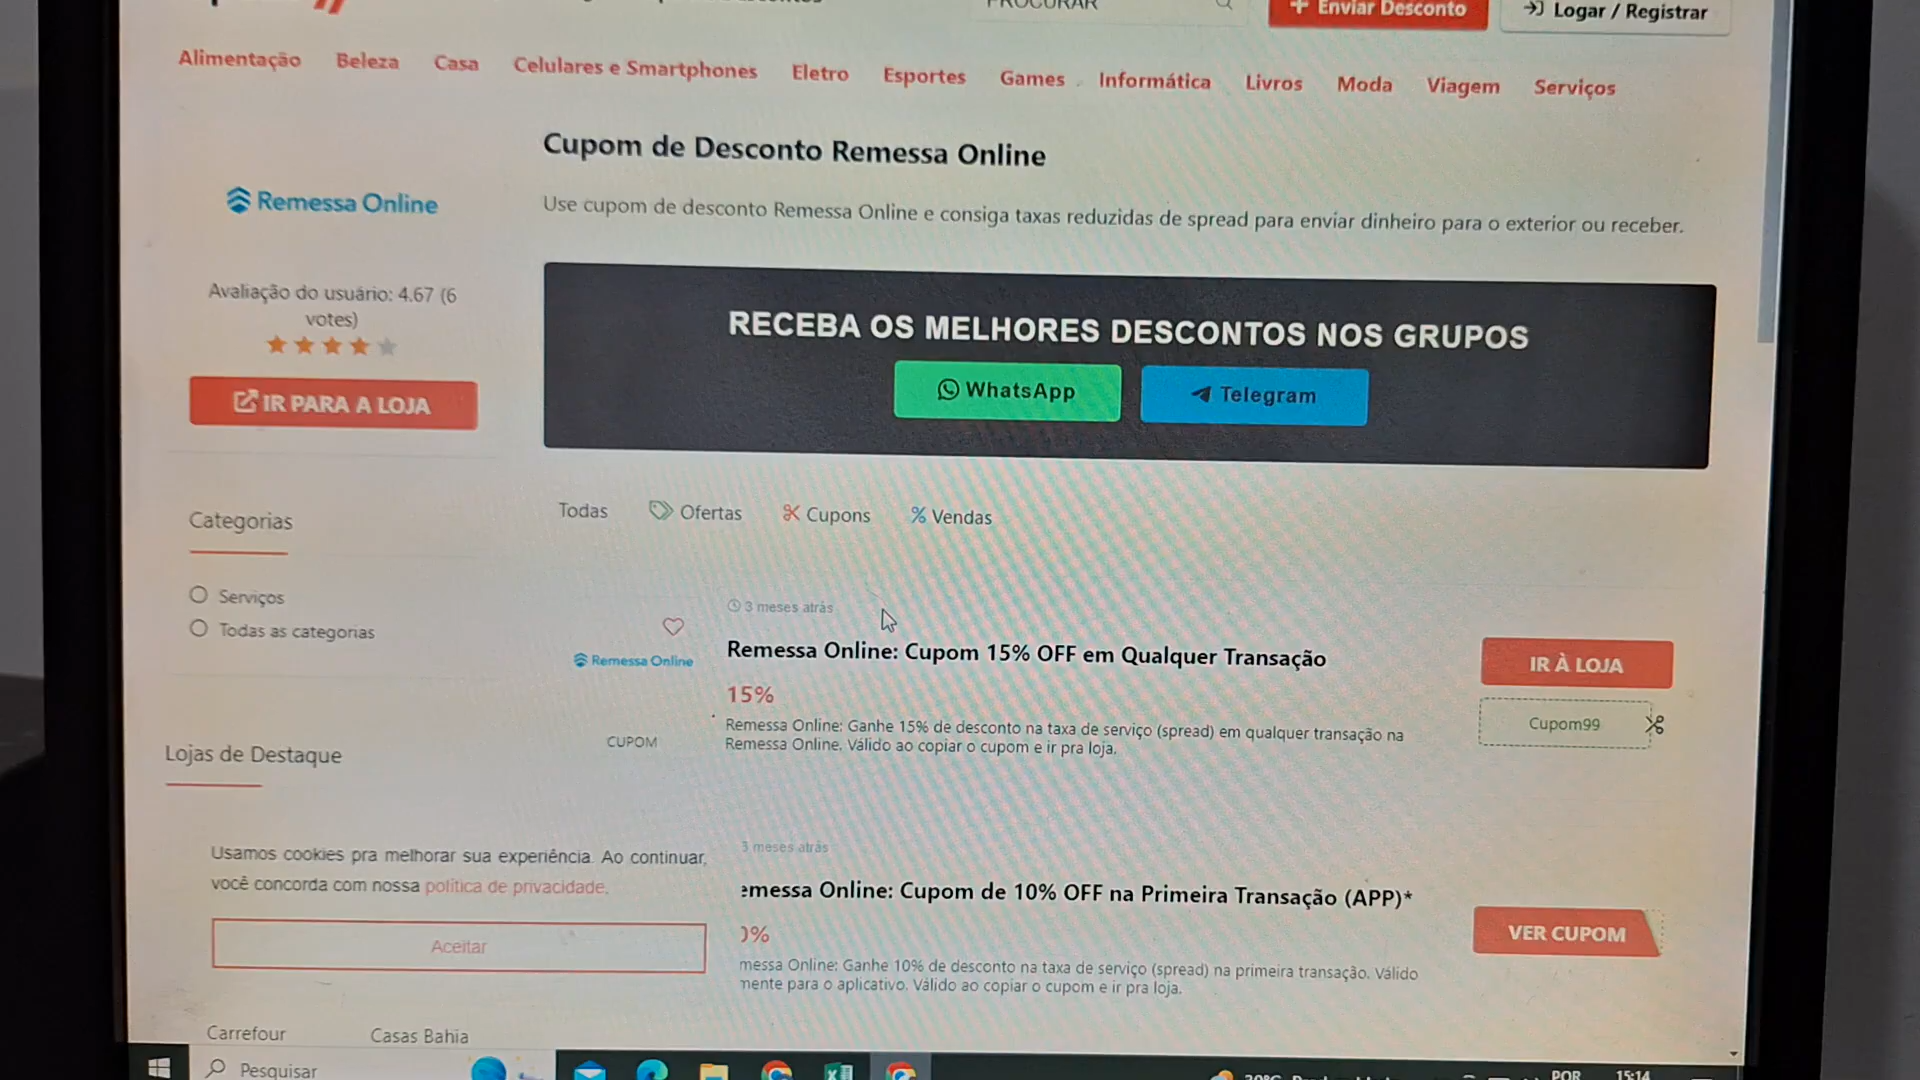 PROCURAR
Enviar Desconto
Logar / Registrar
Alimentação Beleza Casa Celulares e Smartphones Eletro Esportes Games Informática Livros Moda Viagem Serviços
Cupom de Desconto Remessa Online
Remessa Online
Use cupom de desconto Remessa Online e consiga taxas reduzidas de spread para enviar dinheiro para o exterior ou receber.
Avaliação do usuário: 4.67 (6
votes)
IR PARA A LOJA
RECEBA OS MELHORES DESCONTOS NOS GRUPOS
WhatsApp
Telegram
Todas Ofertas Cupons % Vendas
Categorias
Serviços
Todas as categorias
3 meses atrás
Remessa Online
Remessa Online: Cupom 15% OFF em Qualquer Transação
15%
Remessa Online: Ganhe 15% de desconto na taxa de serviço (spread) em qualquer transação na
Remessa Online. Válido ao copiar o cupom e ir pra loja.
CUPOM
IR À LOJA
Cupom99
Lojas de Destaque
Usamos cookies pra melhorar sua experiência. Ao continuar,
você concorda com nossa política de privacidade.
Aceitar
3 meses atrás
emessa Online: Cupom de 10% OFF na Primeira Transação (APP)*
0%
messa Online: Ganhe 10% de desconto na taxa de serviço (spread) na primeira transação. Válido
mente para o aplicativo. Válido ao copiar o cupom e ir pra loja.
VER CUPOM
Carrefour Casas Bahia
Pesquisar
POR
15:14